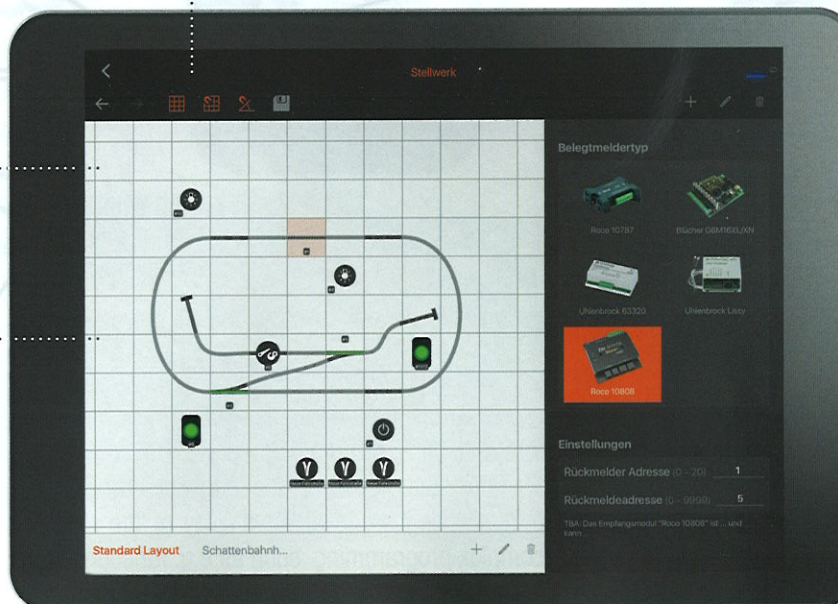 Stellwerk
Belegtmeldertyp
Roco 10787
Blücher GBM16XL/XN
Uhlenbrock 63320
Uhlenbrock Lissy
Roco 10808
Einstellungen
Rückmelder Adresse (0 - 20) 1
Rückmeldeadresse (0 - 9999) 5
TBA: Das Empfangsmodul "Roco 10808" ist ... und
kann ...
Standard Layout Schattenbahnh...